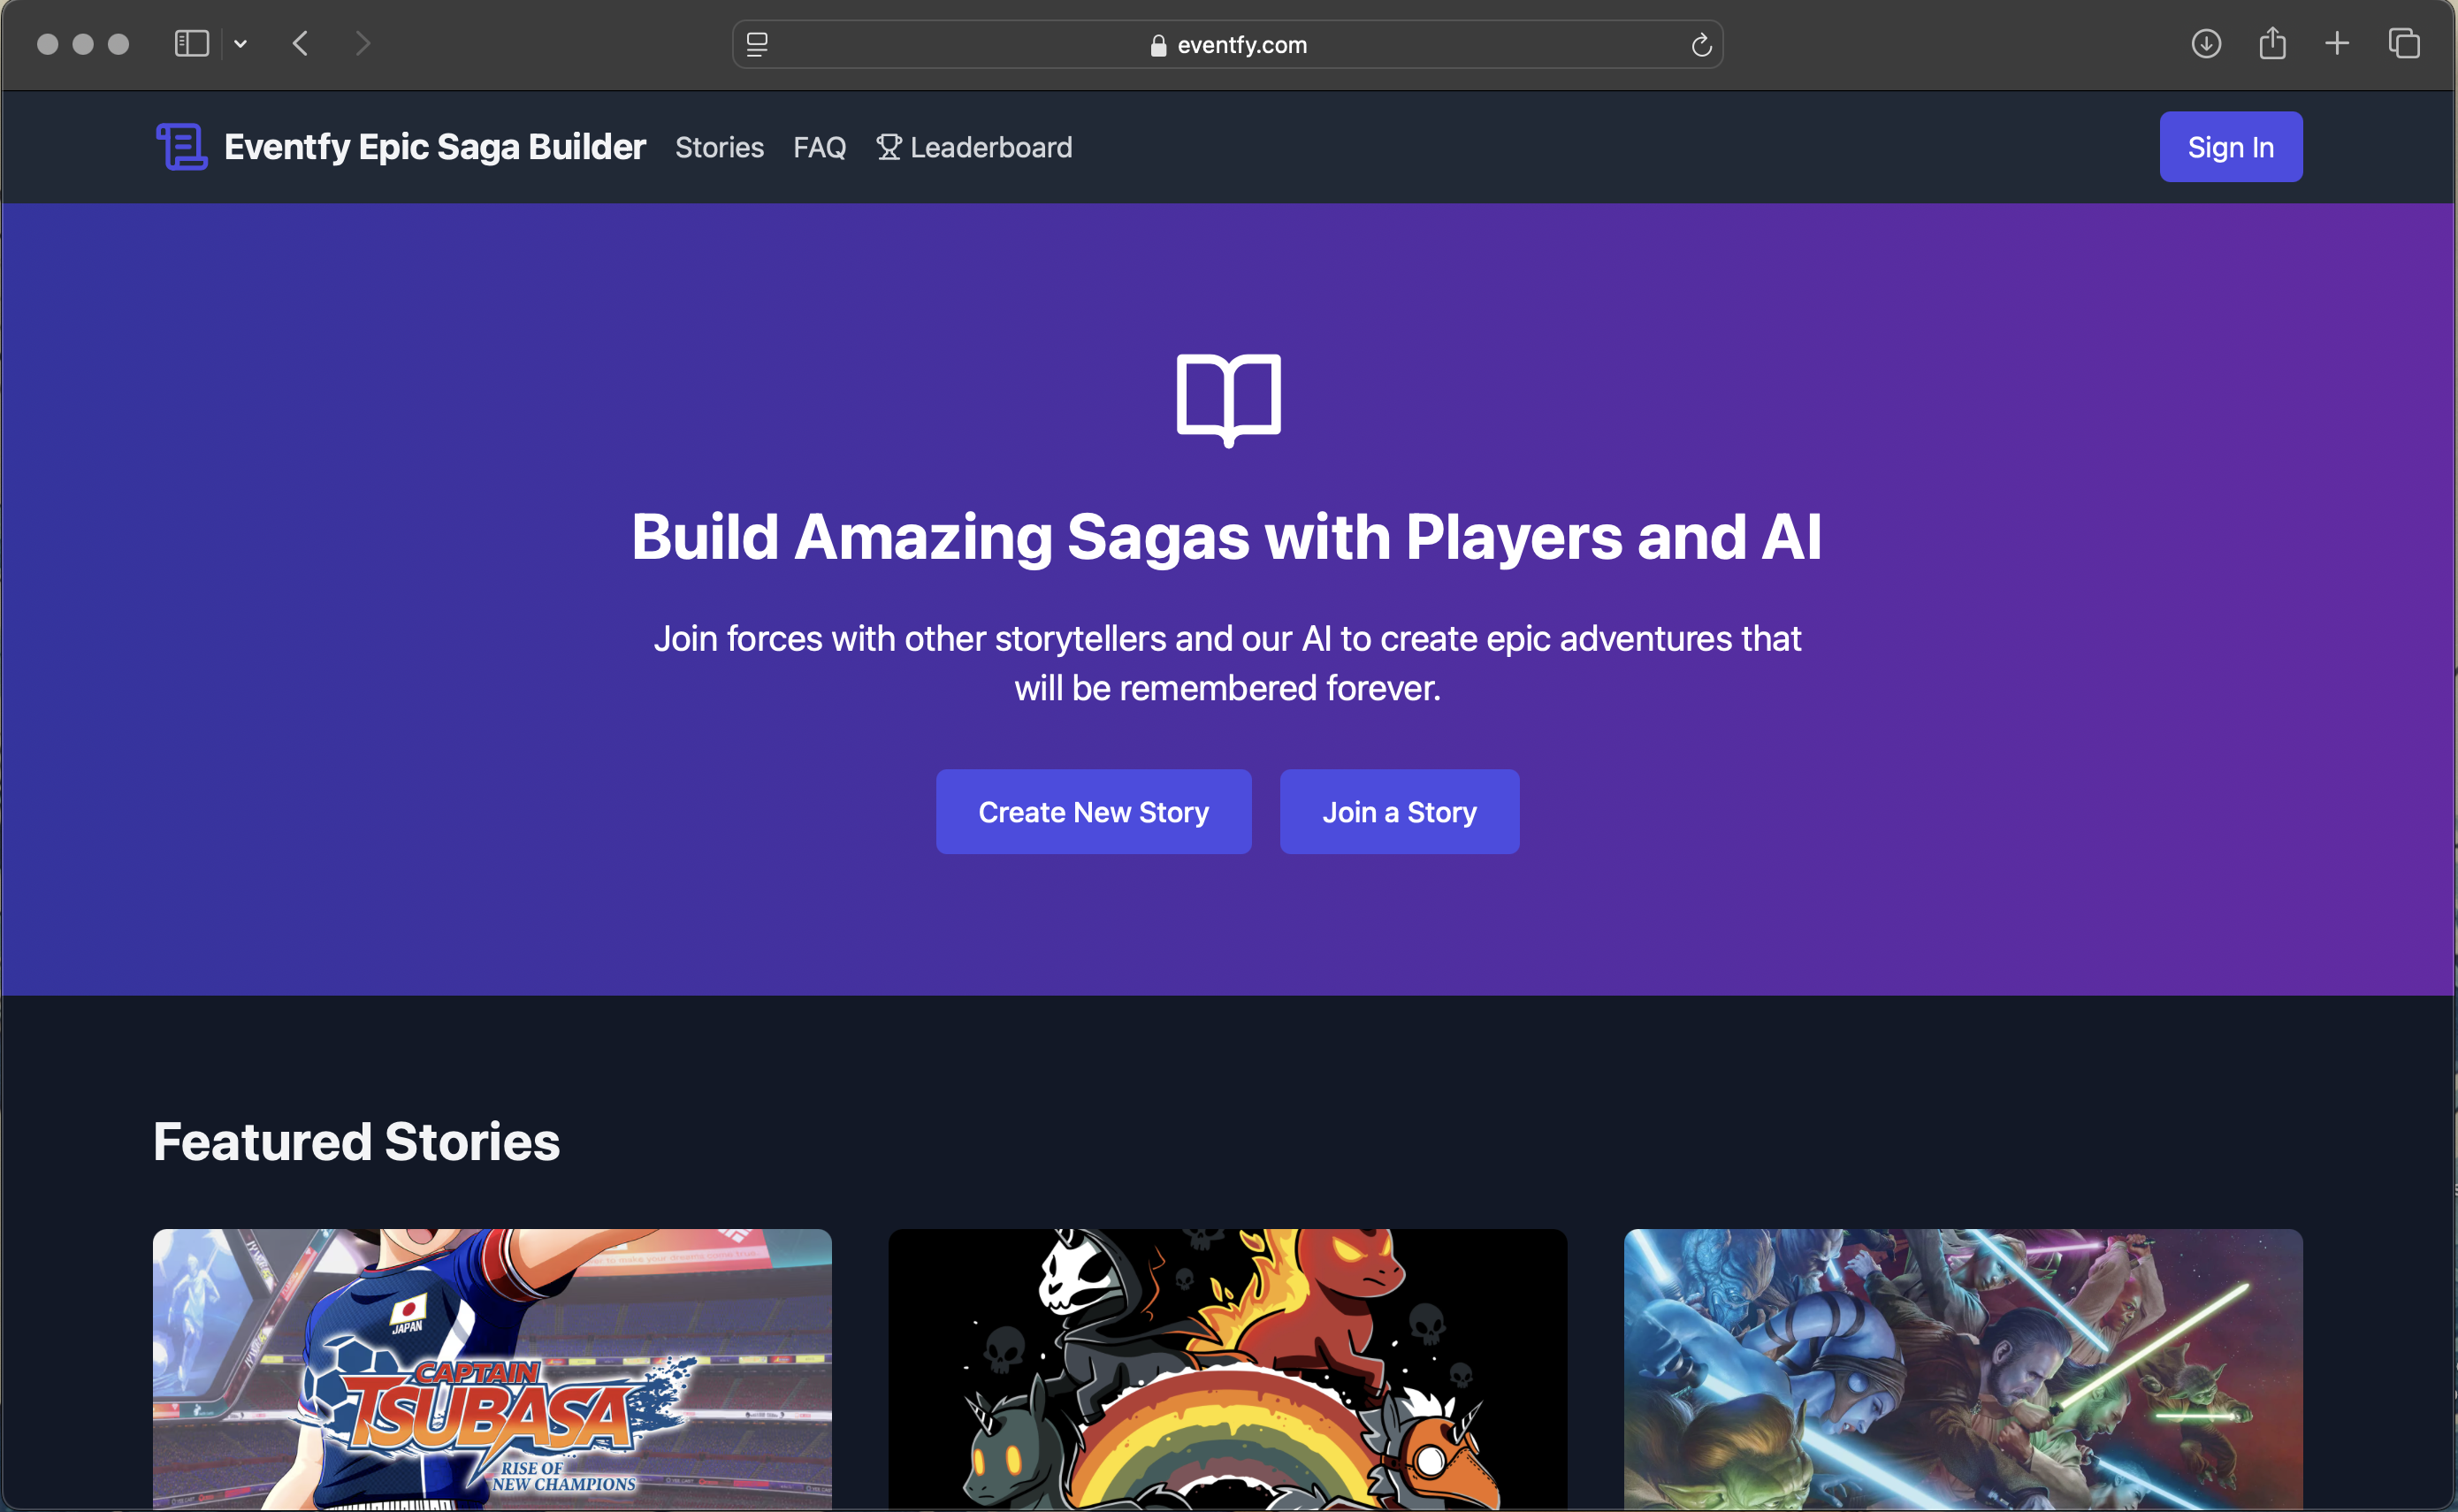 eventfy.com
Eventfy Epic Saga Builder
Stories
FAQ
Leaderboard
Sign In
Build Amazing Sagas with Players and AI
Join forces with other storytellers and our AI to create epic adventures that
will be remembered forever.
Create New Story
Join a Story
Featured Stories
JAPAN
CAPTAIN
TSUBASA
RISE OF
NEW CHAMPIONS